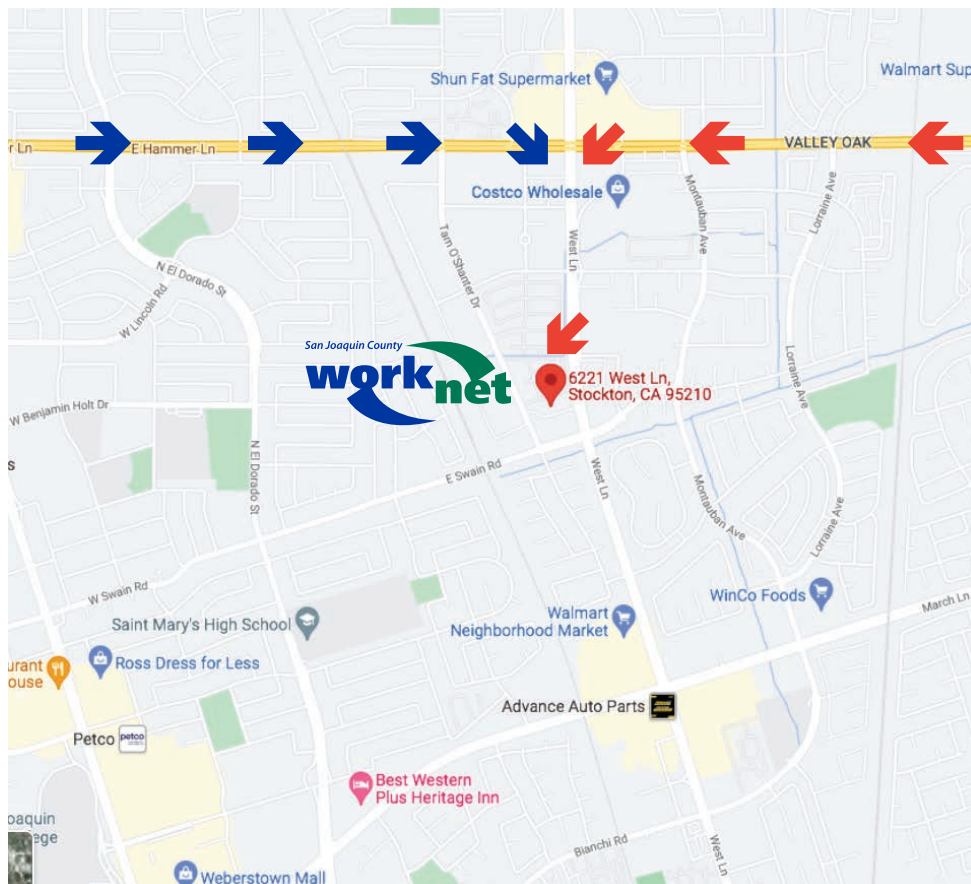 Shun Fat Supermarket
Walmart Sup
r Ln
E Hammer Ln
VALLEY OAK
Costco Wholesale
Montauban Ave
Lorraine Ave
Tam O'Shanter Dr
West Ln
N El Dorado St
W Lincoln Rd
San Joaquin County
work
net
6221 West Ln,
Stockton, CA 95210
Lorraine Ave
W Benjamin Holt Dr
N El Dorado St
E Swain Rd
West Ln
Montauban Ave
Lorraine Ave
s
W Swain Rd
WinCo Foods
March Ln
Saint Mary's High School
Walmart
Neighborhood Market
urant
ouse
Ross Dress for Less
Advance Auto Parts
Petco
petco
Best Western
Plus Heritage Inn
oaquin
ege
Bianchi Rd
West Ln
Weberstown Mall